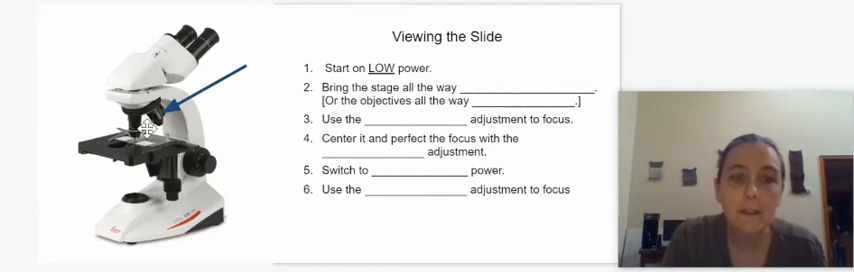 Viewing the Slide
1. Start on LOW power.
2. Bring the stage all the way ____________________.
[Or the objectives all the way ________________.]
3. Use the ________________ adjustment to focus.
4. Center it and perfect the focus with the
________________ adjustment.
5. Switch to _______________ power.
6. Use the ________________ adjustment to focus